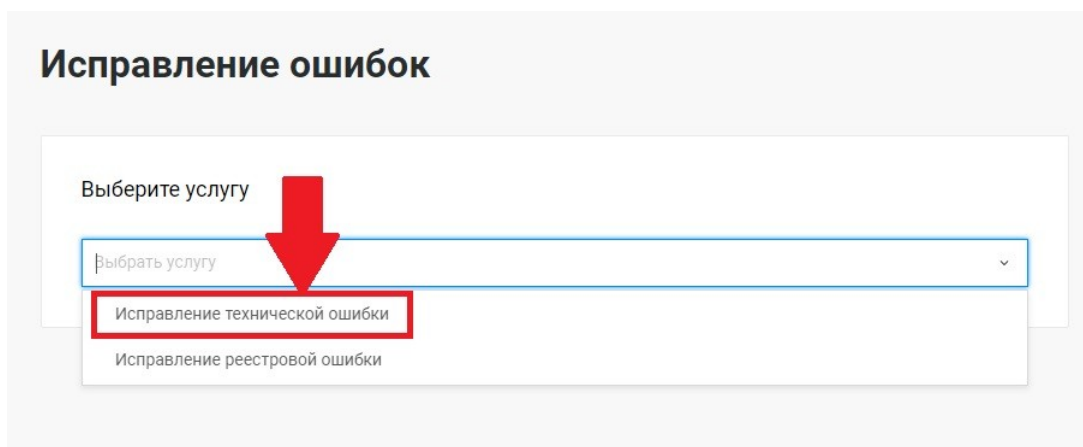 Исправление ошибок
Выберите услугу
Выбрать услугу
Исправление технической ошибки
Исправление реестровой ошибки